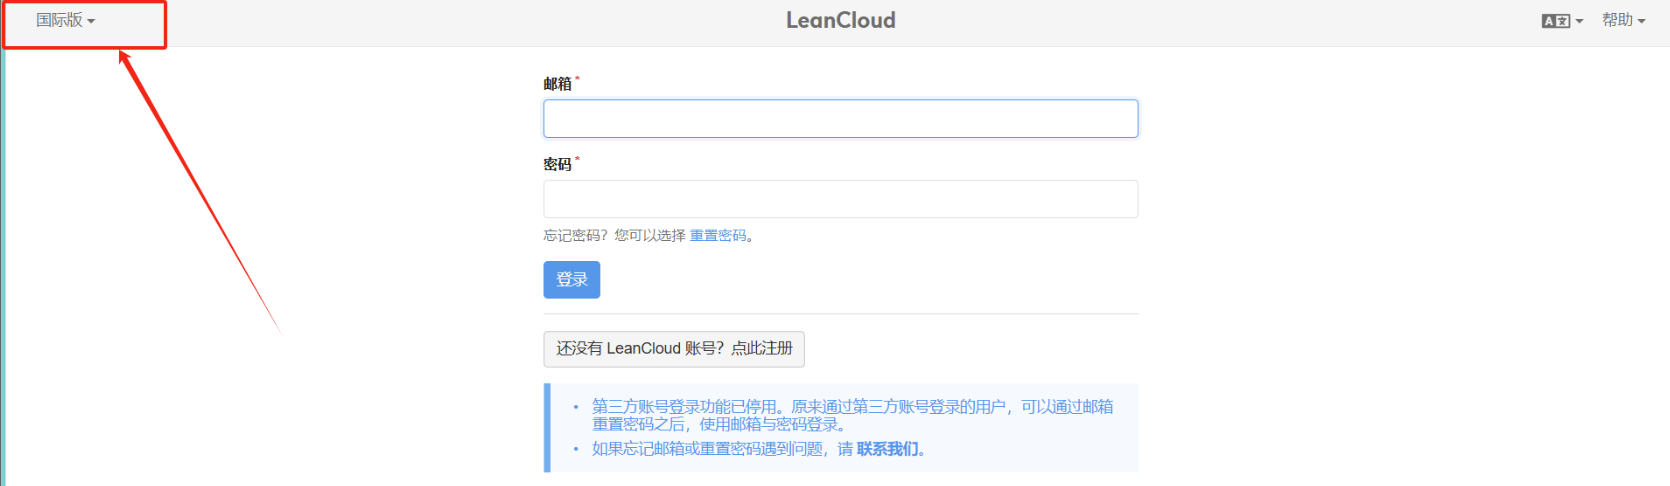 国际版
LeanCloud
A文
帮助
邮箱 *
密码 *
忘记密码？您可以选择 重置密码。
登录
还没有 LeanCloud 账号？点此注册
• 第三方账号登录功能已停用。原来通过第三方账号登录的用户，可以通过邮箱
重置密码之后，使用邮箱与密码登录。
• 如果忘记邮箱或重置密码遇到问题，请 联系我们。